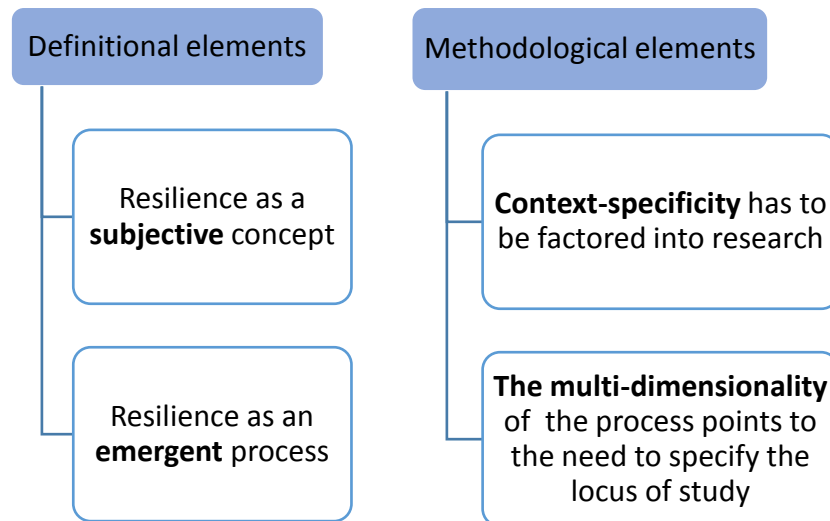 Definitional elements
Resilience as a
subjective concept
Resilience as an
emergent process
Methodological elements
Context-specificity has to
be factored into research
The multi-dimensionality
of the process points to
the need to specify the
locus of study